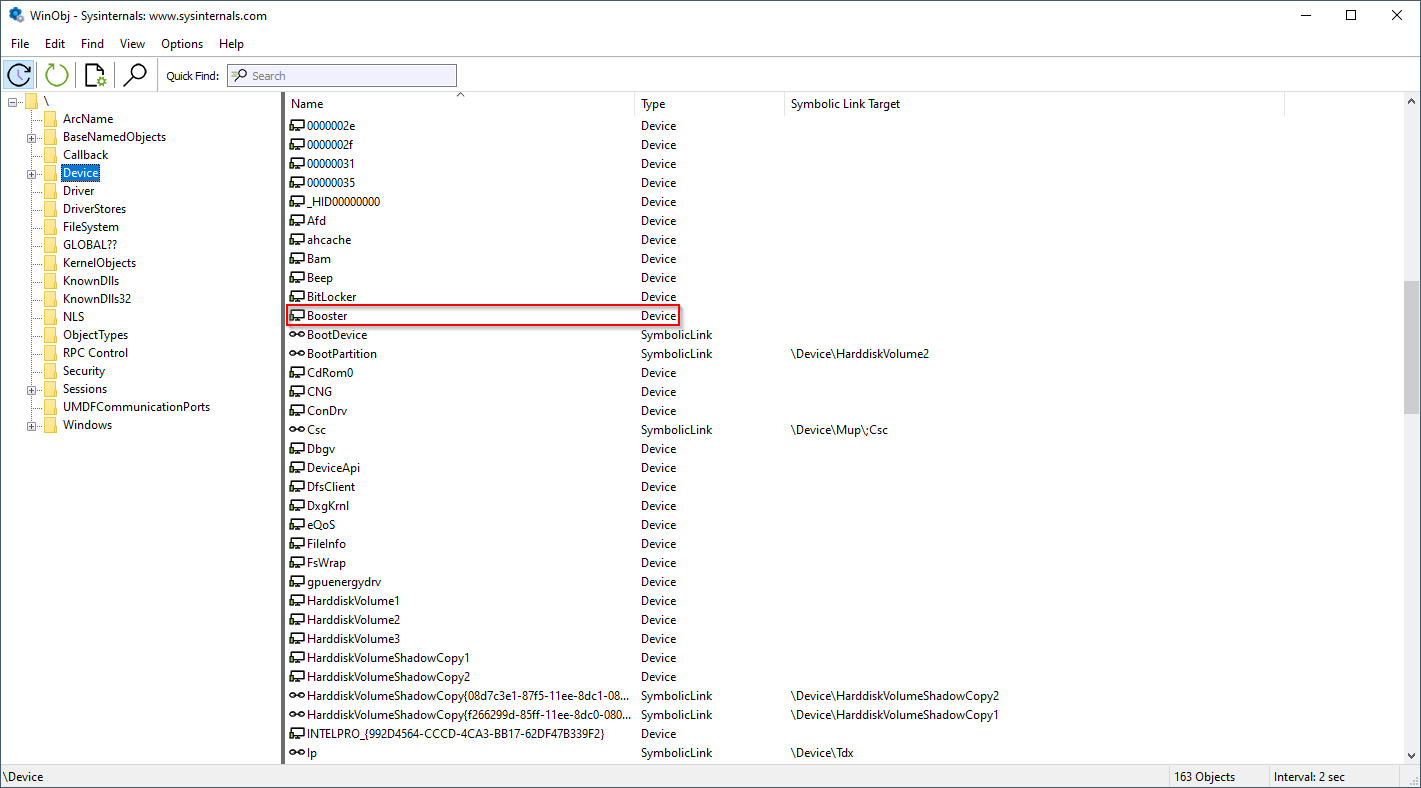 WinObj - Sysinternals: www.sysinternals.com
File Edit Find View Options Help
Quick Find: Search
\
ArcName
BaseNamedObjects
Callback
Device
Driver
DriverStores
FileSystem
GLOBAL??
KernelObjects
KnownDlls
KnownDlls32
NLS
ObjectTypes
RPC Control
Security
Sessions
UMDFCommunicationPorts
Windows
Name Type Symbolic Link Target
0000002e Device
0000002f Device
00000031 Device
00000035 Device
_HID00000000 Device
Afd Device
ahcache Device
Bam Device
Beep Device
BitLocker Device
Booster Device
BootDevice SymbolicLink
BootPartition SymbolicLink \Device\HarddiskVolume2
CdRom0 Device
CNG Device
ConDrv Device
Csc SymbolicLink \Device\Mup\;Csc
Dbgv Device
DeviceApi Device
DfsClient Device
DxgKrnl Device
eQoS Device
FileInfo Device
FsWrap Device
gpuenergydrv Device
HarddiskVolume1 Device
HarddiskVolume2 Device
HarddiskVolume3 Device
HarddiskVolumeShadowCopy1 Device
HarddiskVolumeShadowCopy2 Device
HarddiskVolumeShadowCopy{08d7c3e1-87f5-11ee-8dc1-08... SymbolicLink \Device\HarddiskVolumeShadowCopy2
HarddiskVolumeShadowCopy{f266299d-85ff-11ee-8dc0-080... SymbolicLink \Device\HarddiskVolumeShadowCopy1
INTELPRO_{992D4564-CCCD-4CA3-BB17-62DF47B339F2} Device
Ip SymbolicLink \Device\Tdx
\Device 163 Objects Interval: 2 sec